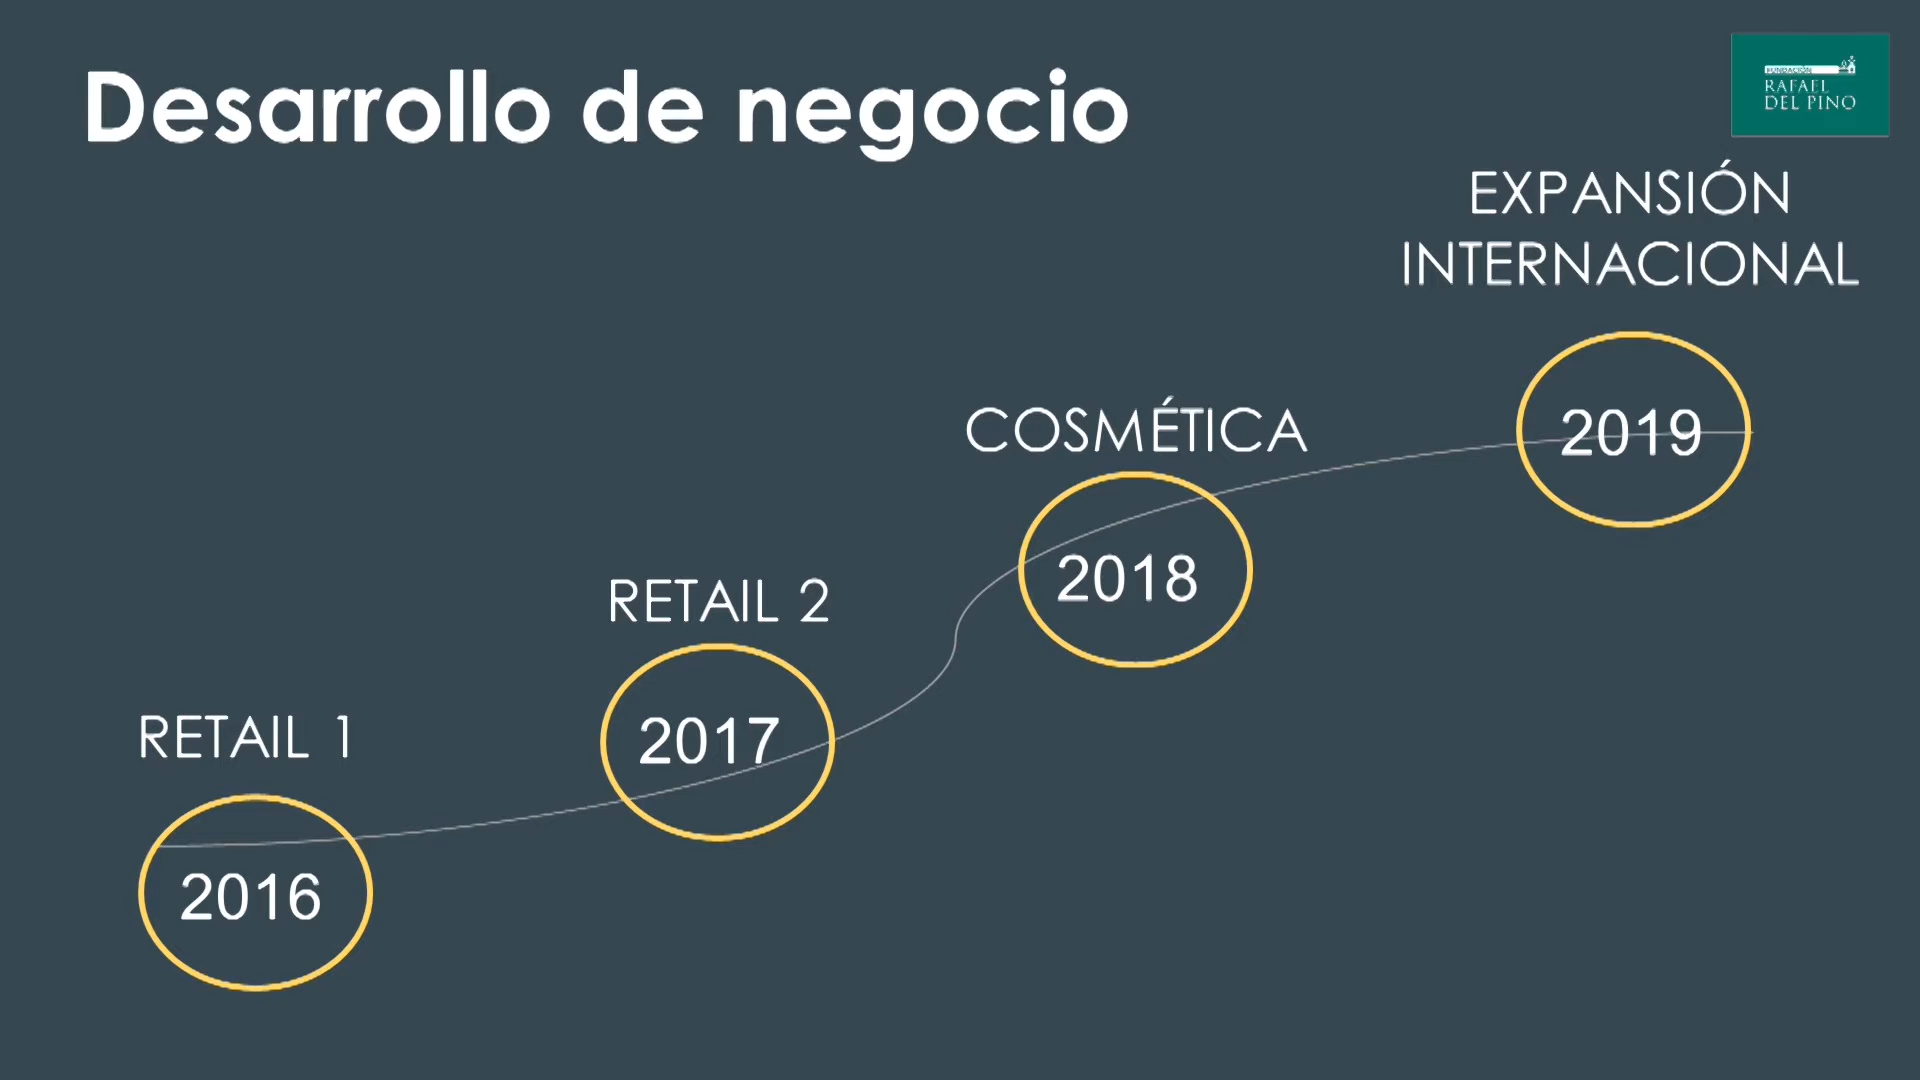 Desarrollo de negocio
FUNDACIÓN
RAFAEL
DEL PINO
EXPANSIÓN
INTERNACIONAL
2019
COSMÉTICA
2018
RETAIL 2
2017
RETAIL 1
2016